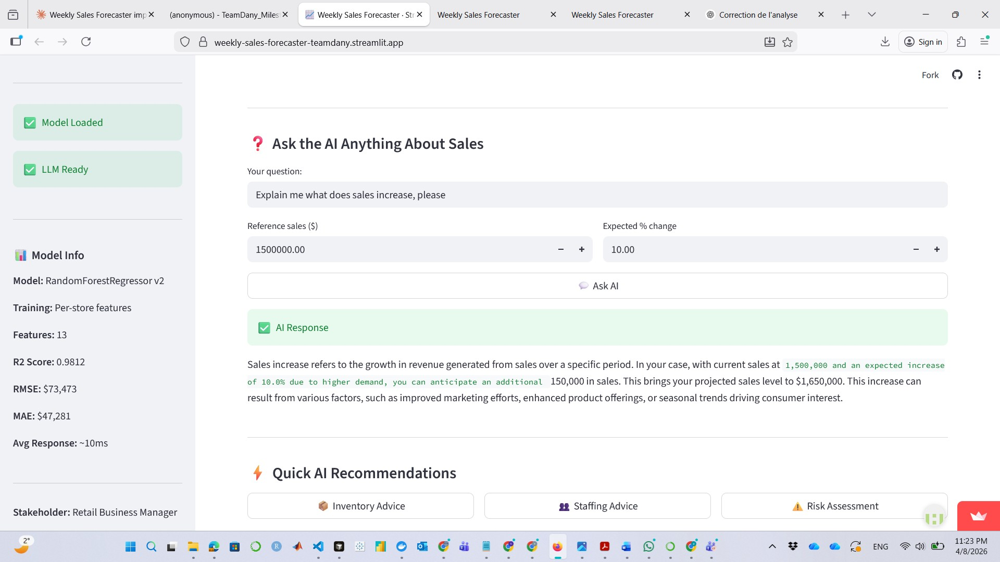 Weekly Sales Forecaster imp
(anonymous) - TeamDany_Miles
Weekly Sales Forecaster · Str
Weekly Sales Forecaster
Weekly Sales Forecaster
Correction de l'analyse
weekly-sales-forecaster-teamdany.streamlit.app
Sign in
Fork
Model Loaded
LLM Ready
Model Info
Model: RandomForestRegressor v2
Training: Per-store features
Features: 13
R2 Score: 0.9812
RMSE: $73,473
MAE: $47,281
Avg Response: ~10ms
Stakeholder: Retail Business Manager
Ask the AI Anything About Sales
Your question:
Explain me what does sales increase, please
Reference sales ($)
Expected % change
1500000.00
10.00
Ask AI
AI Response
Sales increase refers to the growth in revenue generated from sales over a specific period. In your case, with current sales at 1,500,000 and an expected increase
of 10.0% due to higher demand, you can anticipate an additional 150,000 in sales. This brings your projected sales level to $1,650,000. This increase can
result from various factors, such as improved marketing efforts, enhanced product offerings, or seasonal trends driving consumer interest.
Quick AI Recommendations
Inventory Advice
Staffing Advice
Risk Assessment
2°
ENG
11:23 PM
4/8/2026